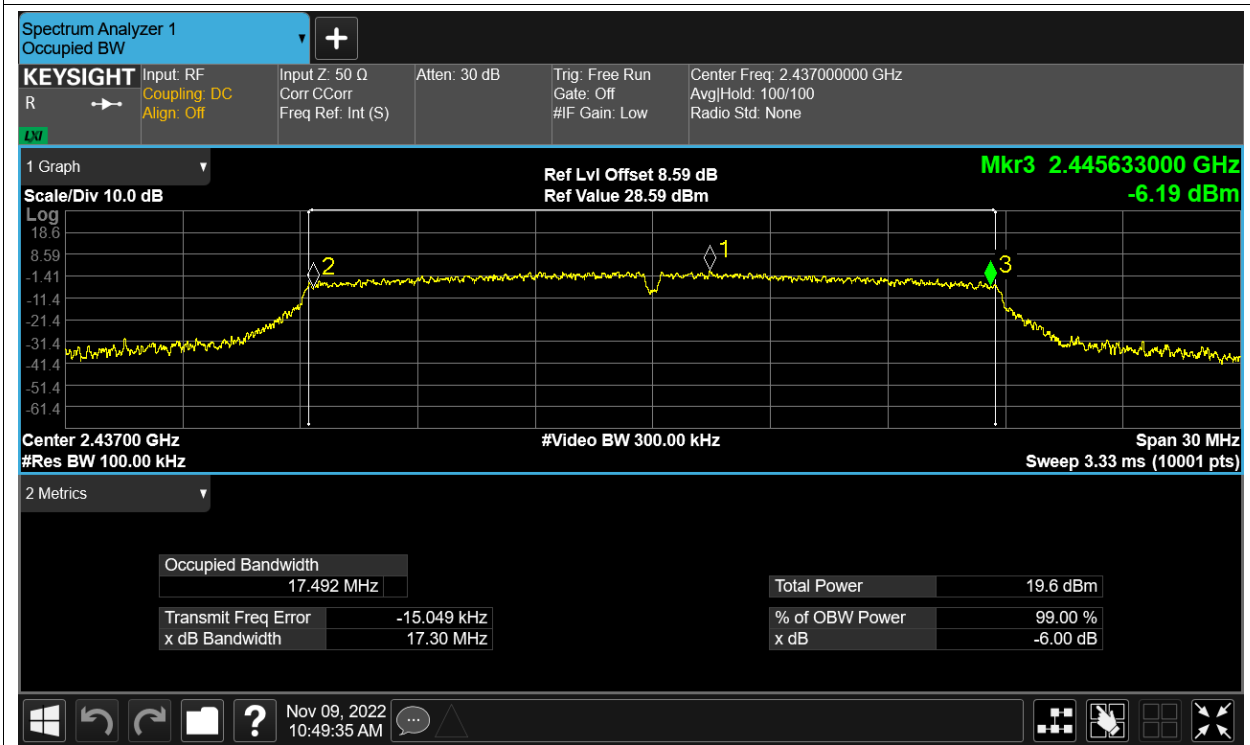 Spectrum Analyzer 1
Occupied BW
KEYSIGHT
R
LXI
Input: RF
Coupling: DC
Align: Off
Input Z: 50 Ω
Corr CCorr
Freq Ref: Int (S)
Atten: 30 dB
Trig: Free Run
Gate: Off
#IF Gain: Low
Center Freq: 2.437000000 GHz
Avg|Hold: 100/100
Radio Std: None
1 Graph
Scale/Div 10.0 dB
Ref Lvl Offset 8.59 dB
Ref Value 28.59 dBm
Mkr3 2.445633000 GHz
-6.19 dBm
Log
18.6
8.59
-1.41
-11.4
-21.4
-31.4
-41.4
-51.4
-61.4
2
1
3
Center 2.43700 GHz
#Res BW 100.00 kHz
#Video BW 300.00 kHz
Span 30 MHz
Sweep 3.33 ms (10001 pts)
2 Metrics
Occupied Bandwidth
17.492 MHz
Transmit Freq Error -15.049 kHz
x dB Bandwidth 17.30 MHz
Total Power 19.6 dBm
% of OBW Power 99.00 %
x dB -6.00 dB
?
Nov 09, 2022
10:49:35 AM